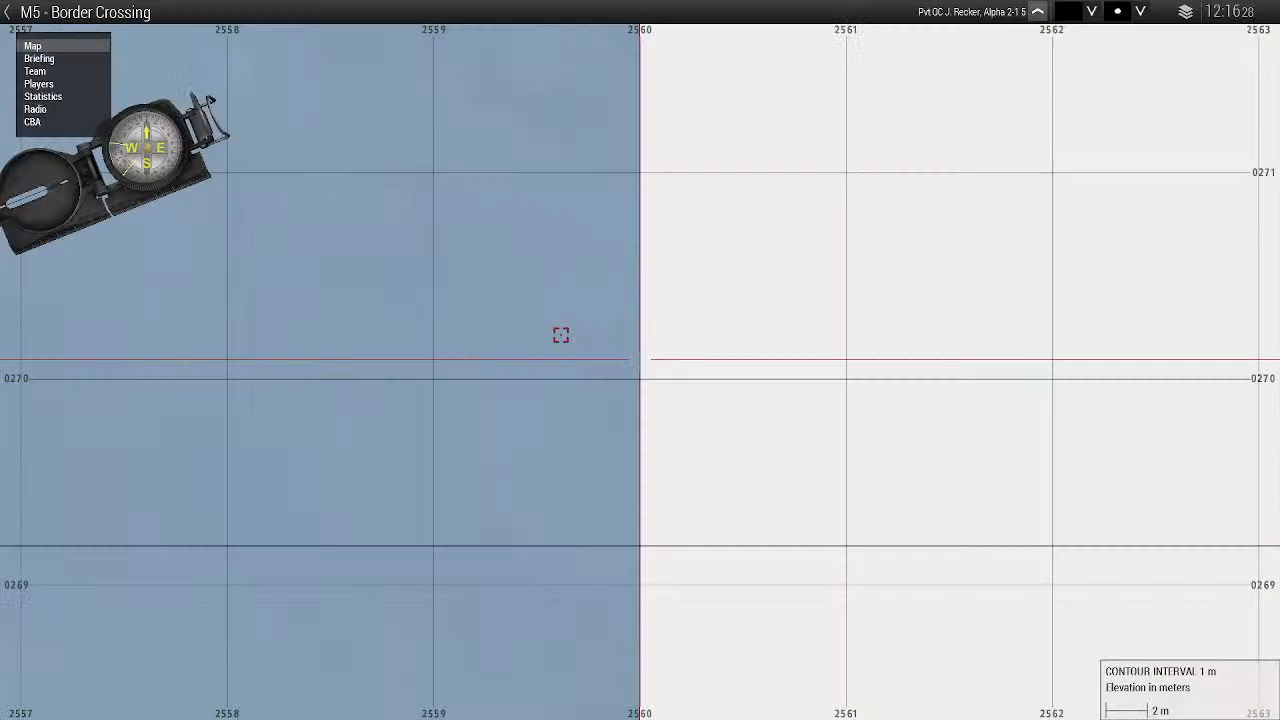 M5 - Border Crossing
Pvt OC J. Recker, Alpha 2-1 5
12:16 28
2557 2558 2559 2560 2561 2562 2563
Map
Briefing
Team
Players
Statistics
Radio
CBA
W E
S
0271
0270 0270
0269 0269
CONTOUR INTERVAL 1 m
Elevation in meters
2 m
2557 2558 2559 2560 2561 2562 2563